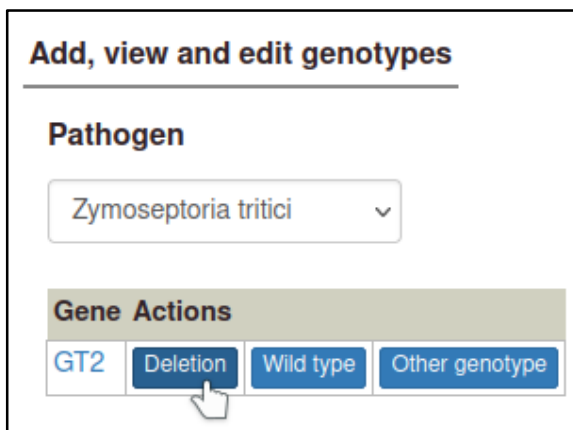 Add, view and edit genotypes
Pathogen
Zymoseptoria tritici
Gene Actions
GT2 Deletion Wild type Other genotype